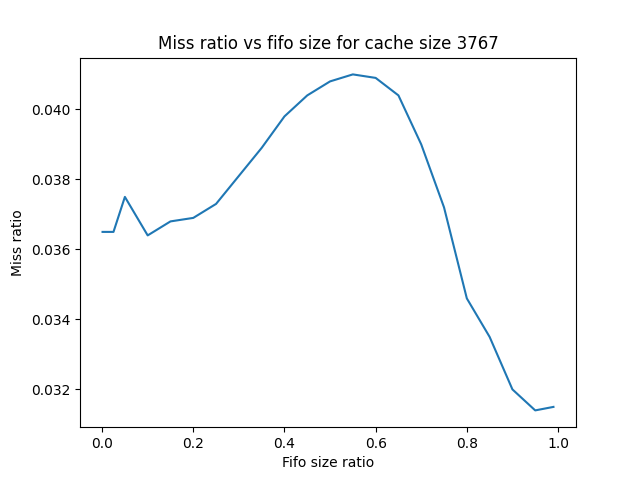 Miss ratio vs fifo size for cache size 3767
0.040
0.038
0.036
0.034
0.032
Miss ratio
0.0 0.2 0.4 0.6 0.8 1.0
Fifo size ratio